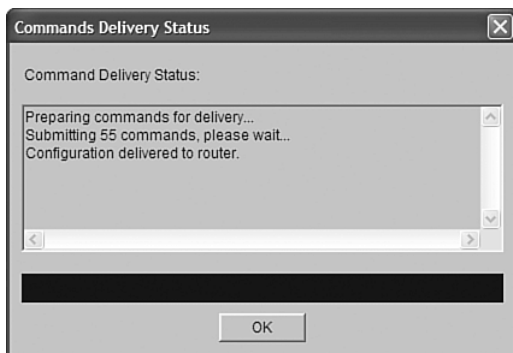 Commands Delivery Status
Command Delivery Status:
Preparing commands for delivery...
Submitting 55 commands, please wait...
Configuration delivered to router.
OK